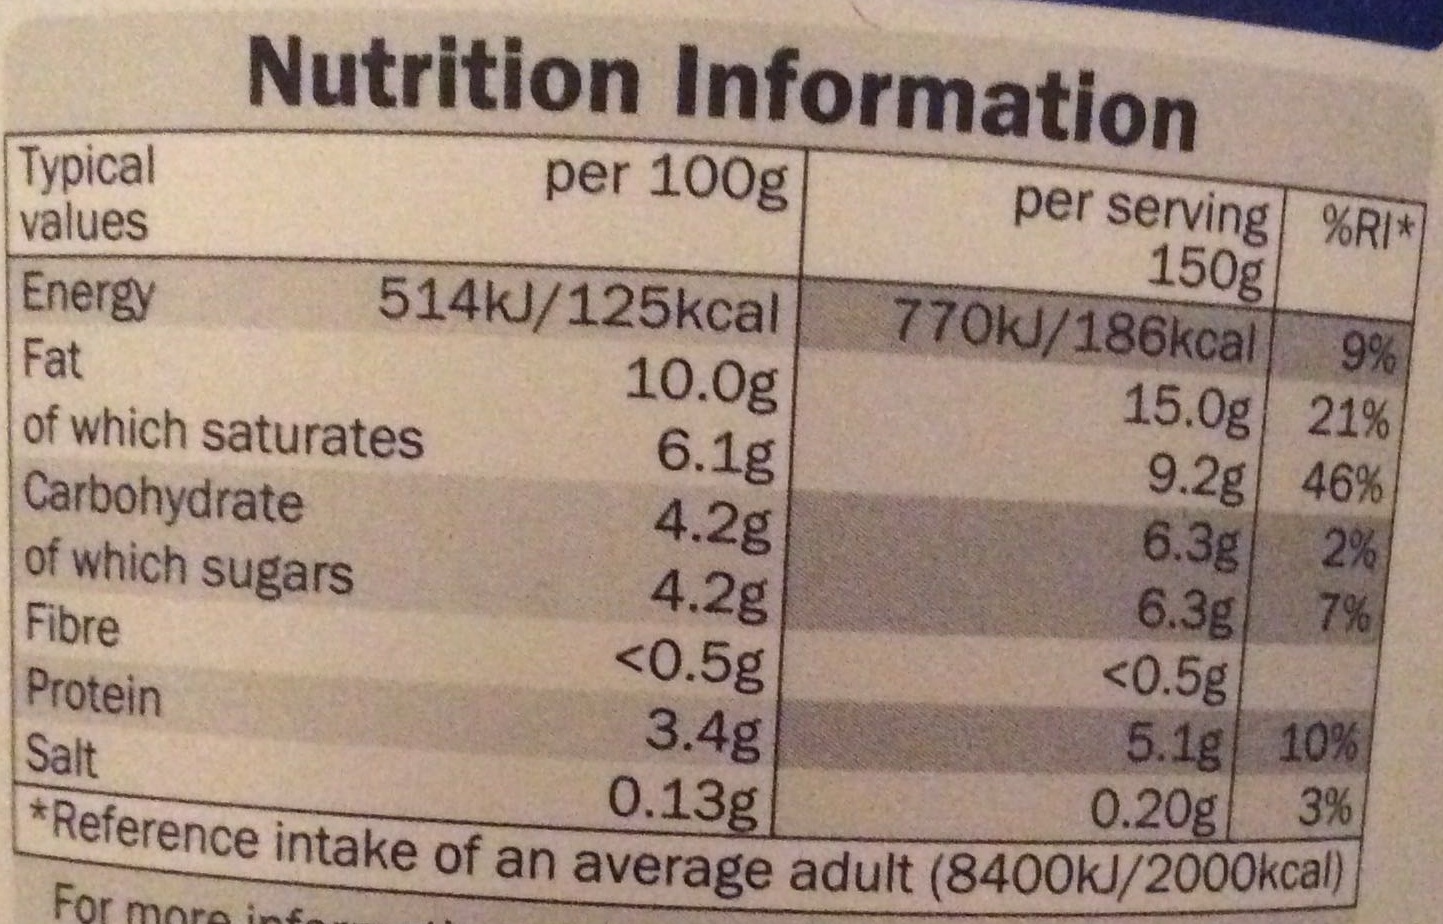 Nutrition Information
Typical values per 100g per serving 150g %RI*
Energy 514kJ/125kcal 770kJ/186kcal 9%
Fat 10.0g 15.0g 21%
of which saturates 6.1g 9.2g 46%
Carbohydrate 4.2g 6.3g 2%
of which sugars 4.2g 6.3g 7%
Fibre <0.5g <0.5g
Protein 3.4g 5.1g 10%
Salt 0.13g 0.20g 3%
*Reference intake of an average adult (8400kJ/2000kcal)
For more